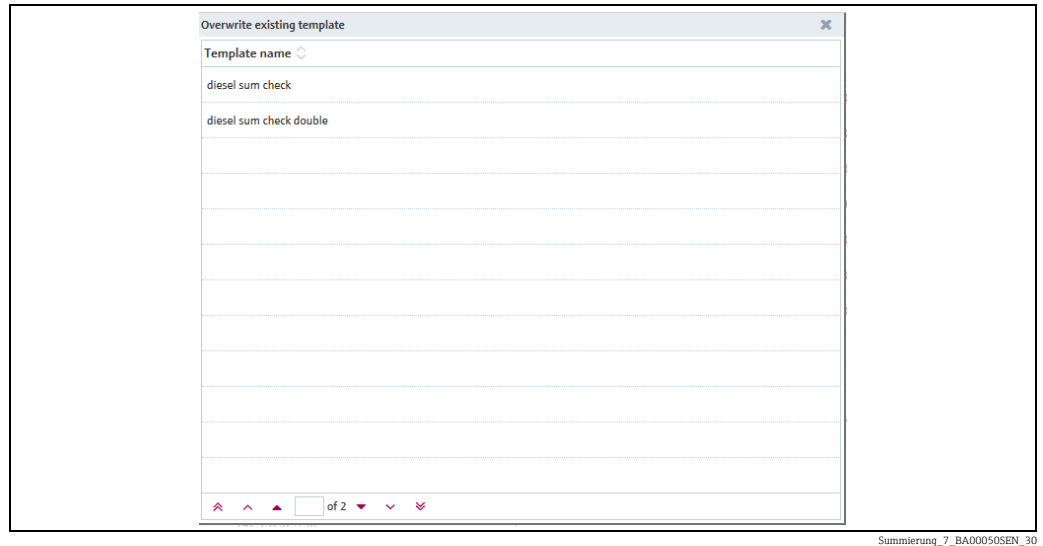 Overwrite existing template
Template name
diesel sum check
diesel sum check double
of 2
Summierung_7_BA00050SEN_30